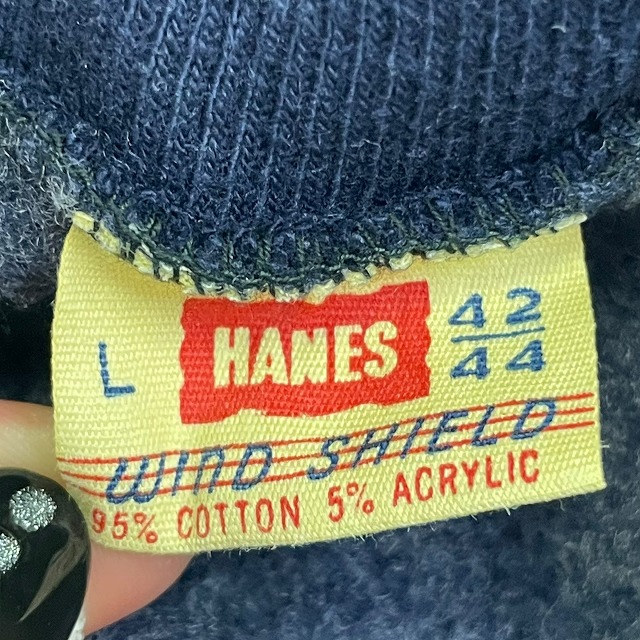 L HANES 42
44
WIND SHIELD
95% COTTON 5% ACRYLIC